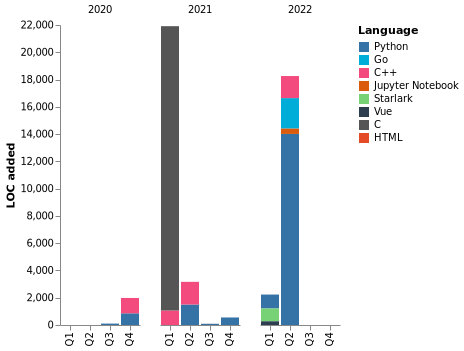 2020 2021 2022
Language
Python
Go
C++
Jupyter Notebook
Starlark
Vue
C
HTML
LOC added
22,000
20,000
18,000
16,000
14,000
12,000
10,000
8,000
6,000
4,000
2,000
0
Q1 Q2 Q3 Q4 Q1 Q2 Q3 Q4 Q1 Q2 Q3 Q4